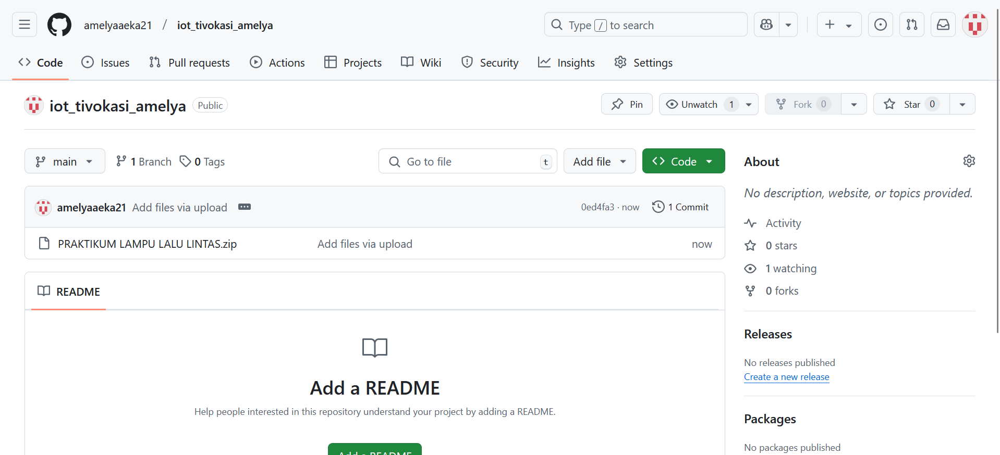 amelyaaeka21 / iot_tivokasi_amelya
Type / to search
Code Issues Pull requests Actions Projects Wiki Security Insights Settings
iot_tivokasi_amelya Public
Pin Unwatch 1 Fork 0 Star 0
main 1 Branch 0 Tags
Go to file t Add file Code
amelyaaeka21 Add files via upload 0ed4fa3 · now 1 Commit
PRAKTIKUM LAMPU LALU LINTAS.zip Add files via upload now
README
Add a README
Help people interested in this repository understand your project by adding a README.
Add a README
About
No description, website, or topics provided.
Activity
0 stars
1 watching
0 forks
Releases
No releases published
Create a new release
Packages
No packages published